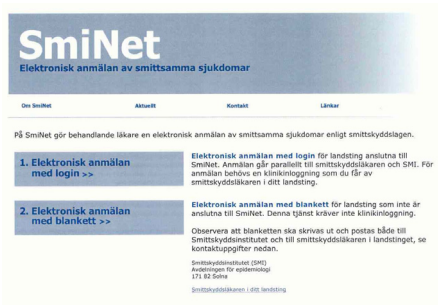 SmiNet
Elektronisk anmälan av smittsamma sjukdomar
Om SmiNet Aktuellt Kontakt Länkar
På SmiNet gör behandlande läkare en elektronisk anmälan av smittsamma sjukdomar enligt smittskyddslagen.
1. Elektronisk anmälan
med login >>
Elektronisk anmälan med login för landsting anslutna till
SmiNet. Anmälan går parallellt till smittskyddsläkaren och SMI. För
anmälan behövs en klinikinloggning som du får av
smittskyddsläkaren i ditt landsting.
2. Elektronisk anmälan
med blankett >>
Elektronisk anmälan med blankett för landsting som inte är
anslutna till SmiNet. Denna tjänst kräver inte klinikinloggning.
Observera att blanketten ska skrivas ut och postas både till
Smittskyddsinstitutet och till smittskyddsläkaren i landstinget, se
kontaktuppgifter nedan.
Smittskyddsinstitutet (SMI)
Avdelningen för epidemiologi
171 82 Solna
Smittskyddsläkaren i ditt landsting